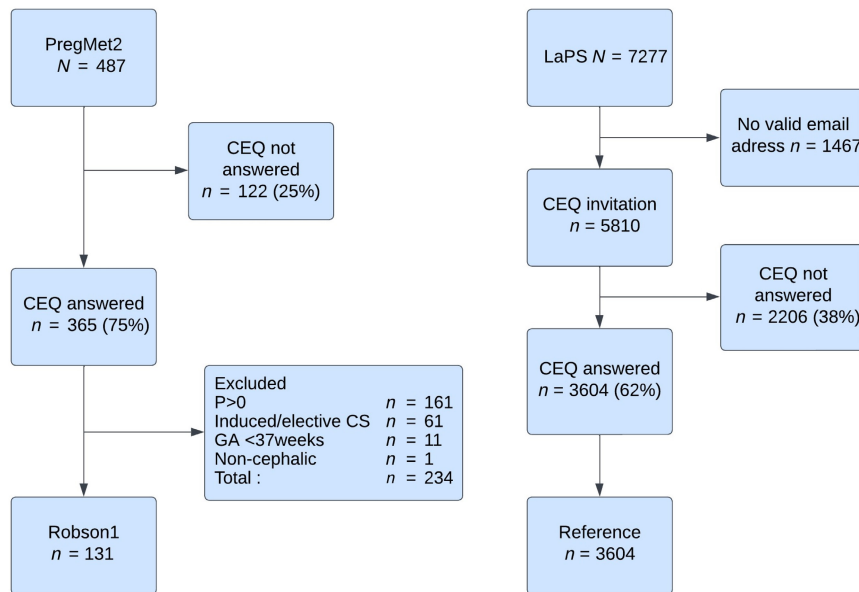 PregMet2
N = 487
CEQ not
answered
n = 122 (25%)
CEQ answered
n = 365 (75%)
Excluded
P>0 n = 161
Induced/elective CS n = 61
GA <37weeks n = 11
Non-cephalic n = 1
Total : n = 234
Robson1
n = 131
LaPS N = 7277
No valid email
adress n = 1467
CEQ invitation
n = 5810
CEQ not
answered
n = 2206 (38%)
CEQ answered
n = 3604 (62%)
Reference
n = 3604